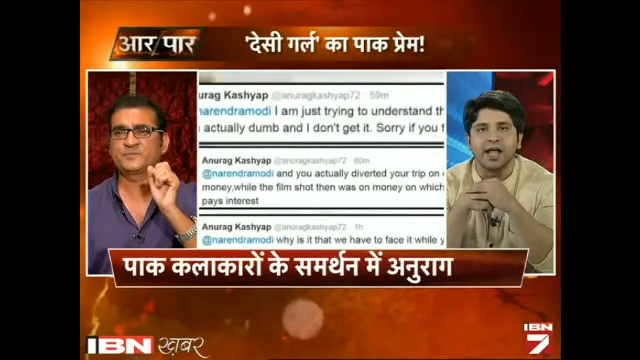 आर पार
'देसी गर्ल' का पाक प्रेम!
urag Kashyap @anuragkashyap72 · 59m
narendramodi I am just trying to understand th
actually dumb and I don't get it. Sorry if you f
Anurag Kashyap @anuragkashyap72 · 60m
@narendramodi and you actually diverted your trip on
money,while the film shot then was on money on which
pays interest
Anurag Kashyap @anuragkashyap72 · 1h
@narendramodi why is it that we have to face it while
पाक कलाकारों के समर्थन में अनुराग
IBN ख़बर
IBN
7